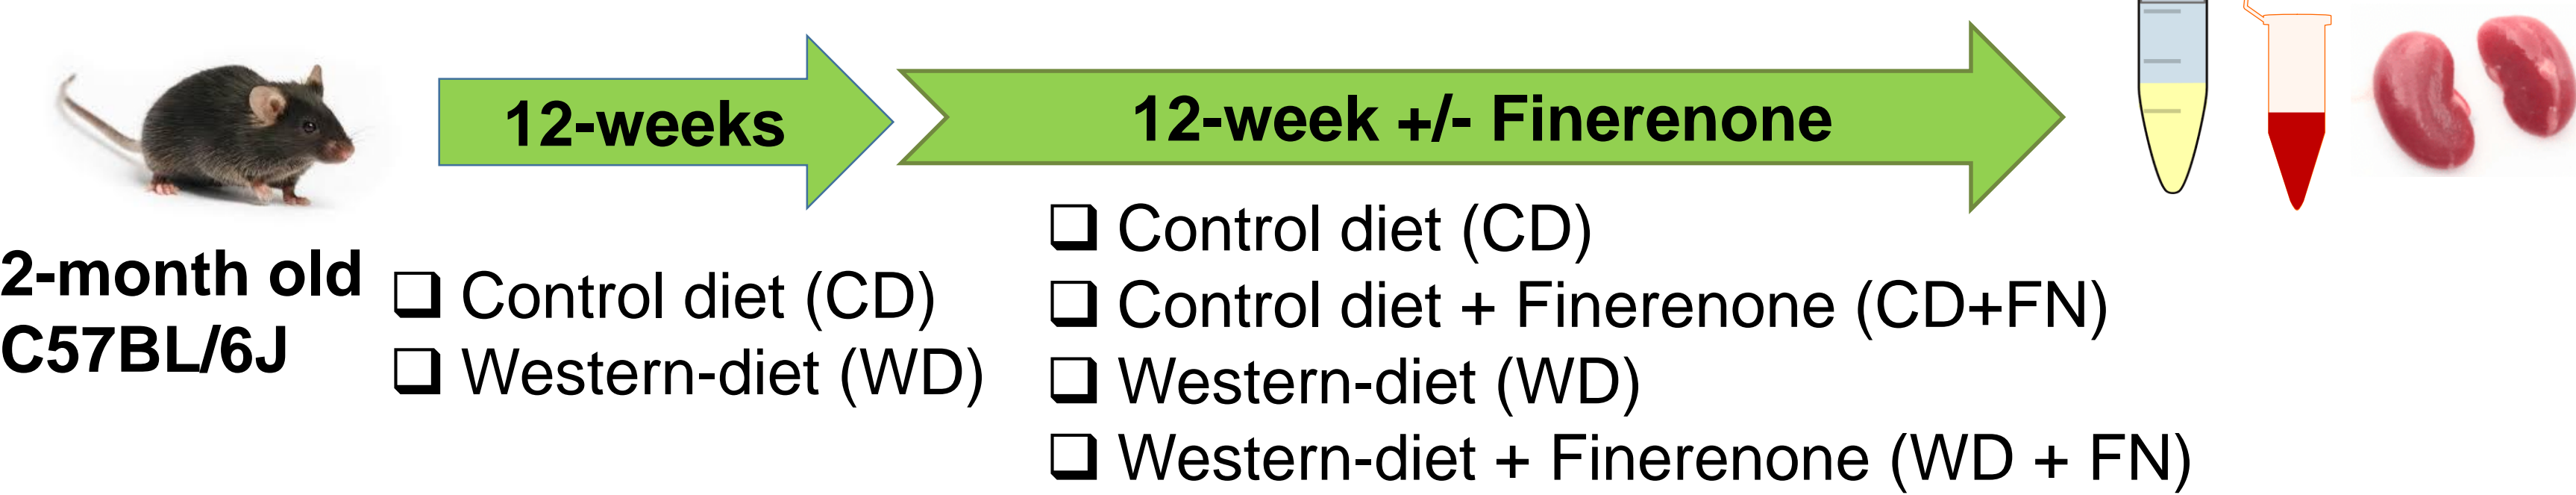 12-weeks
12-week +/- Finerenone
2-month old
C57BL/6J
❑ Control diet (CD)
❑ Western-diet (WD)
❑ Control diet (CD)
❑ Control diet + Finerenone (CD+FN)
❑ Western-diet (WD)
❑ Western-diet + Finerenone (WD + FN)